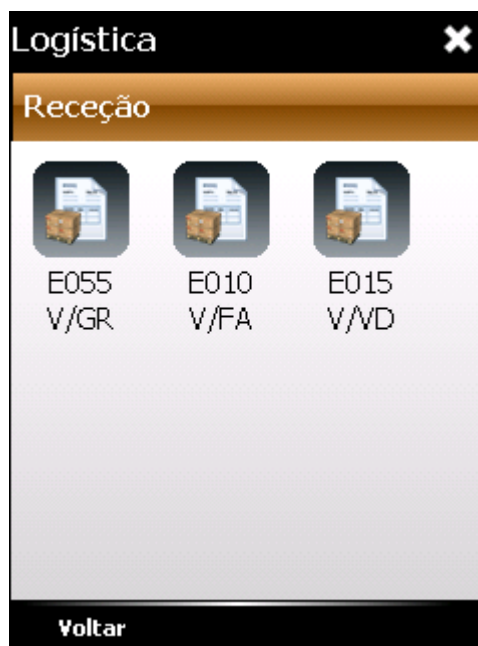 Logística
Receção
E055 E010 E015
V/GR V/FA V/VD
Voltar